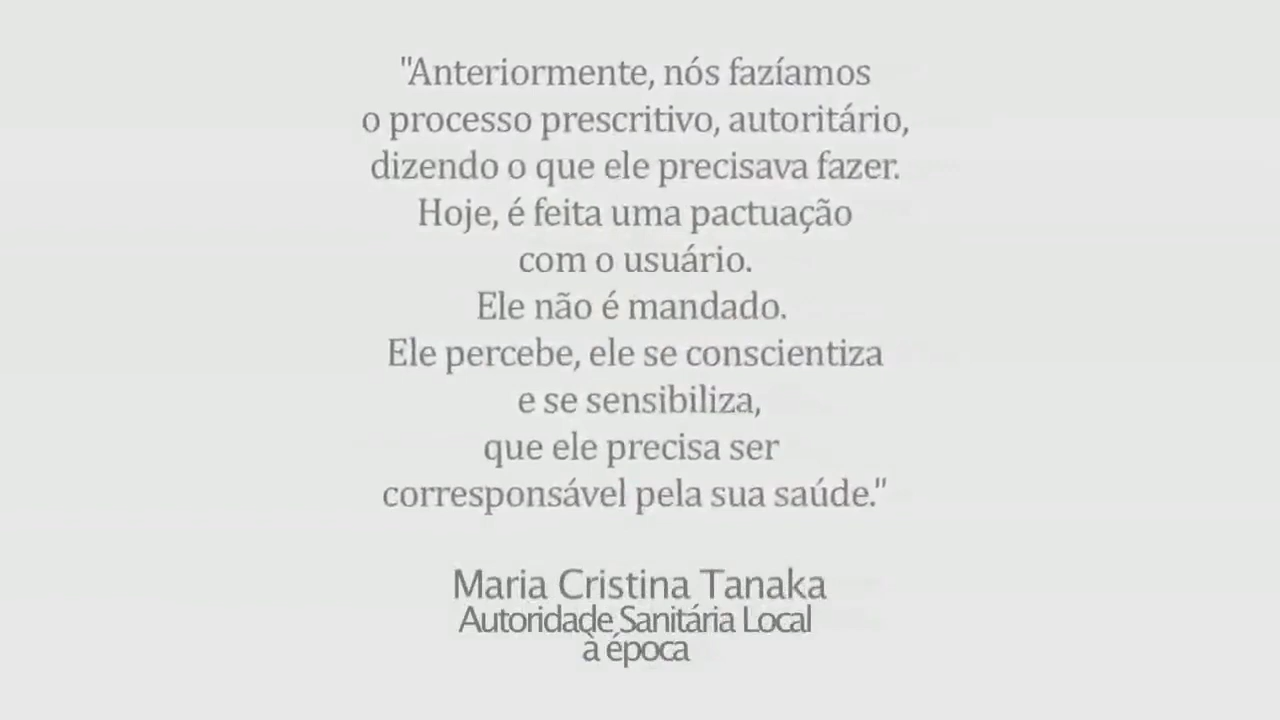 "Anteriormente, nós fazíamos
o processo prescritivo, autoritário,
dizendo o que ele precisava fazer.
Hoje, é feita uma pactuação
com o usuário.
Ele não é mandado.
Ele percebe, ele se conscientiza
e se sensibiliza,
que ele precisa ser
corresponsável pela sua saúde."
Maria Cristina Tanaka
Autoridade Sanitária Local
à época